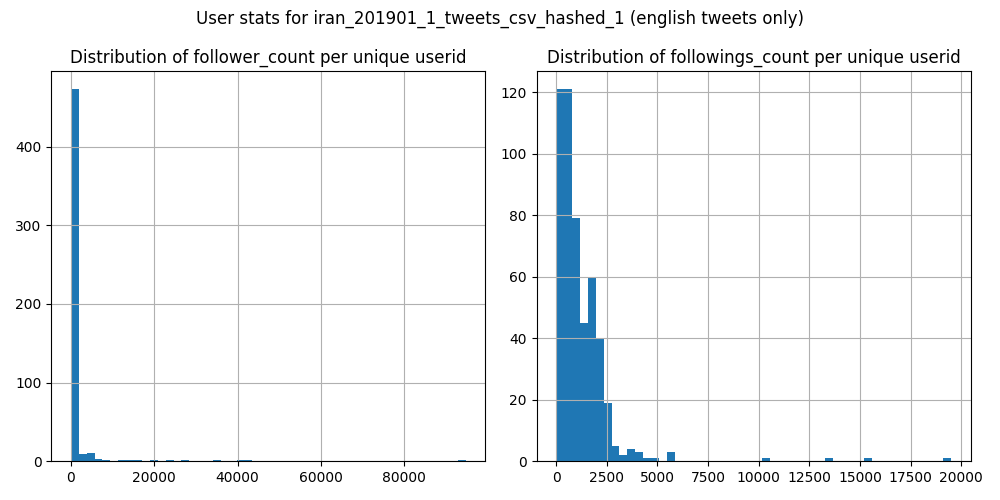 User stats for iran_201901_1_tweets_csv_hashed_1 (english tweets only)
Distribution of follower_count per unique userid
400
300
200
100
0
0 20000 40000 60000 80000
Distribution of followings_count per unique userid
120
100
80
60
40
20
0
0 2500 5000 7500 10000 12500 15000 17500 20000